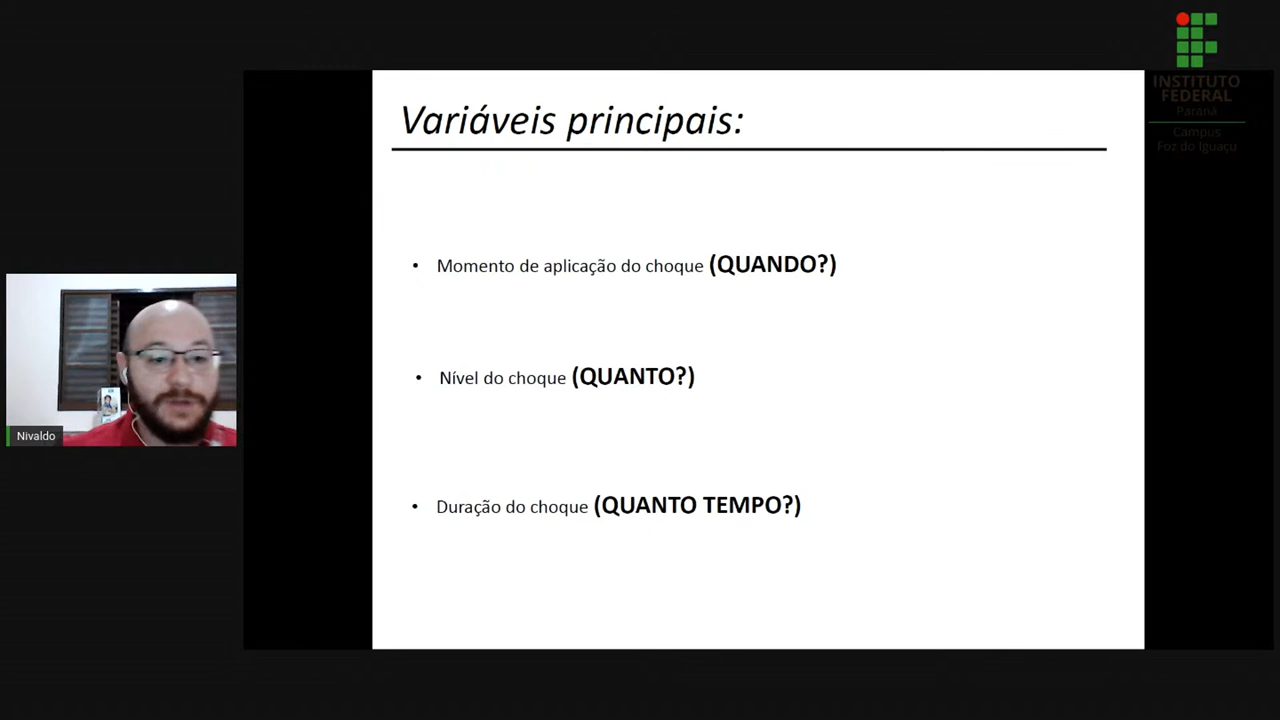 INSTITUTO
FEDERAL
Paraná
Campus
Foz do Iguaçu
Variáveis principais:
• Momento de aplicação do choque (QUANDO?)
• Nível do choque (QUANTO?)
• Duração do choque (QUANTO TEMPO?)
Nivaldo